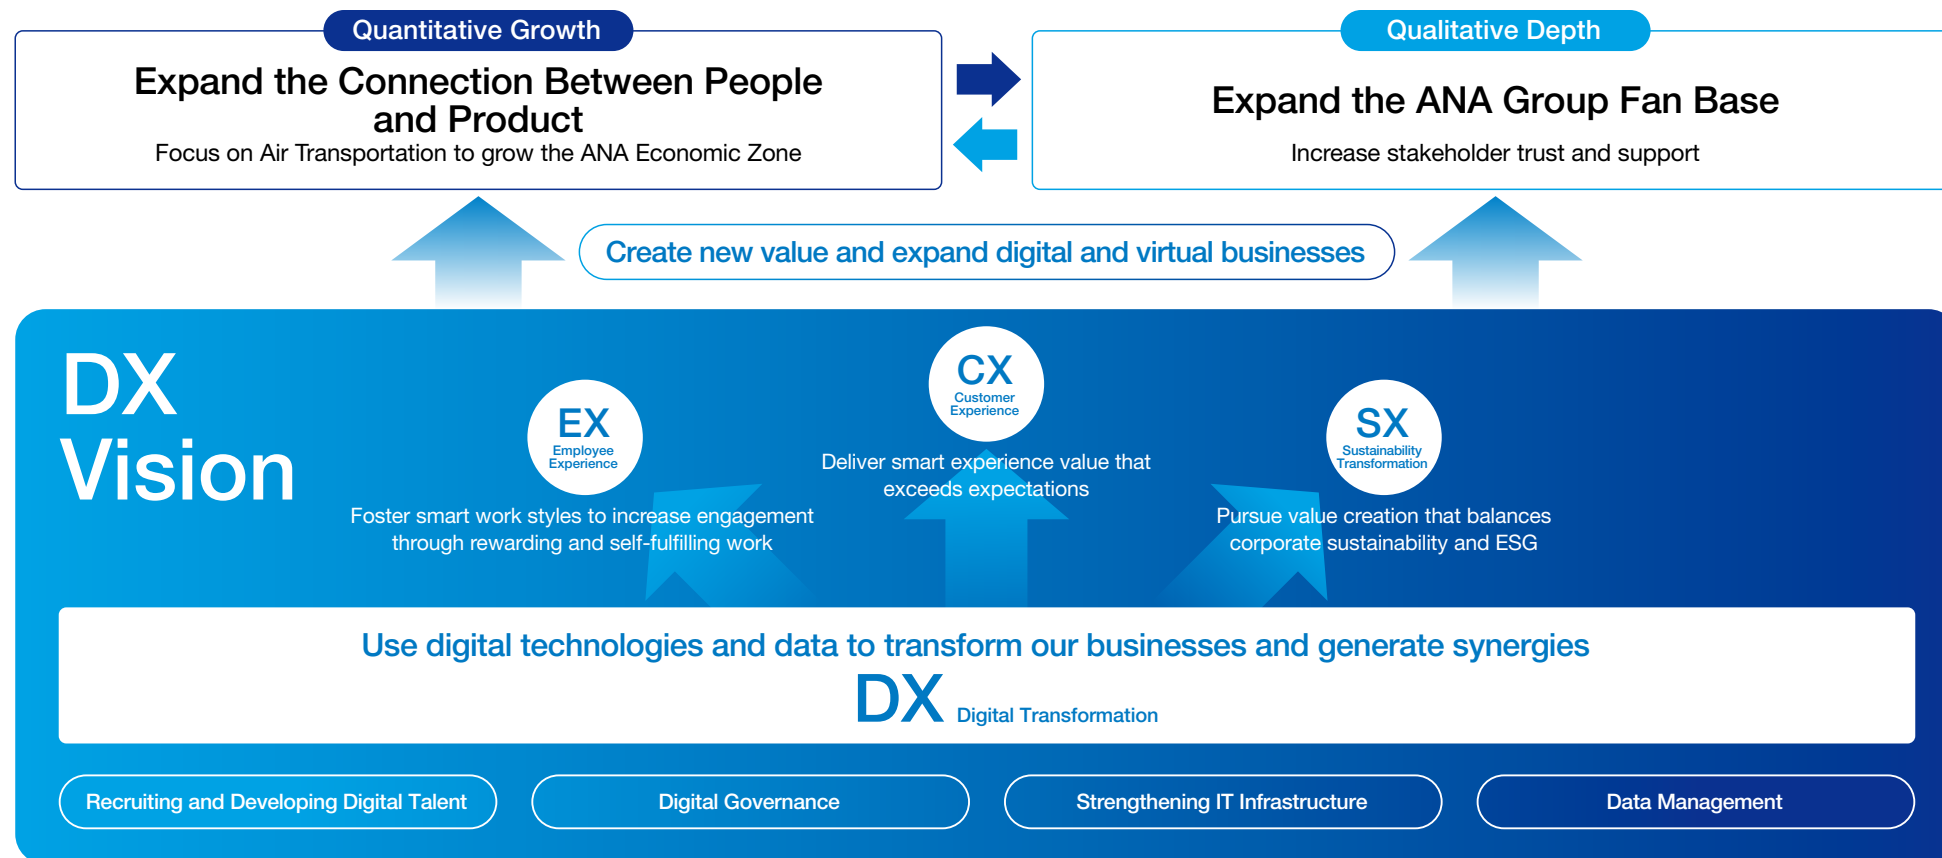 Quantitative Growth
Expand the Connection Between People
and Product
Focus on Air Transportation to grow the ANA Economic Zone
Qualitative Depth
Expand the ANA Group Fan Base
Increase stakeholder trust and support
Create new value and expand digital and virtual businesses
DX
Vision
EX
Employee
Experience
Foster smart work styles to increase engagement
through rewarding and self-fulfilling work
CX
Customer
Experience
Deliver smart experience value that
exceeds expectations
SX
Sustainability
Transformation
Pursue value creation that balances
corporate sustainability and ESG
Use digital technologies and data to transform our businesses and generate synergies
DX Digital Transformation
Recruiting and Developing Digital Talent
Digital Governance
Strengthening IT Infrastructure
Data Management